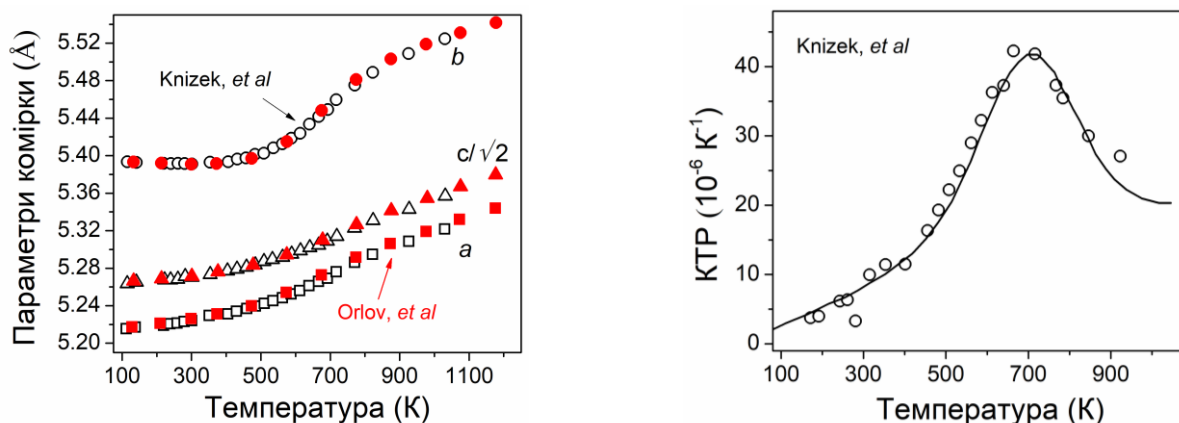 Параметри комірки (Å)
5.52
5.48
5.44
5.40
5.36
5.28
5.24
5.20
Knizek, et al
b
c/√2
a
Orlov, et al
100 300 500 700 900 1100
Температура (К)
КТР (10⁻⁶ К⁻¹)
40
30
20
10
0
Knizek, et al
100 300 500 700 900
Температура (К)